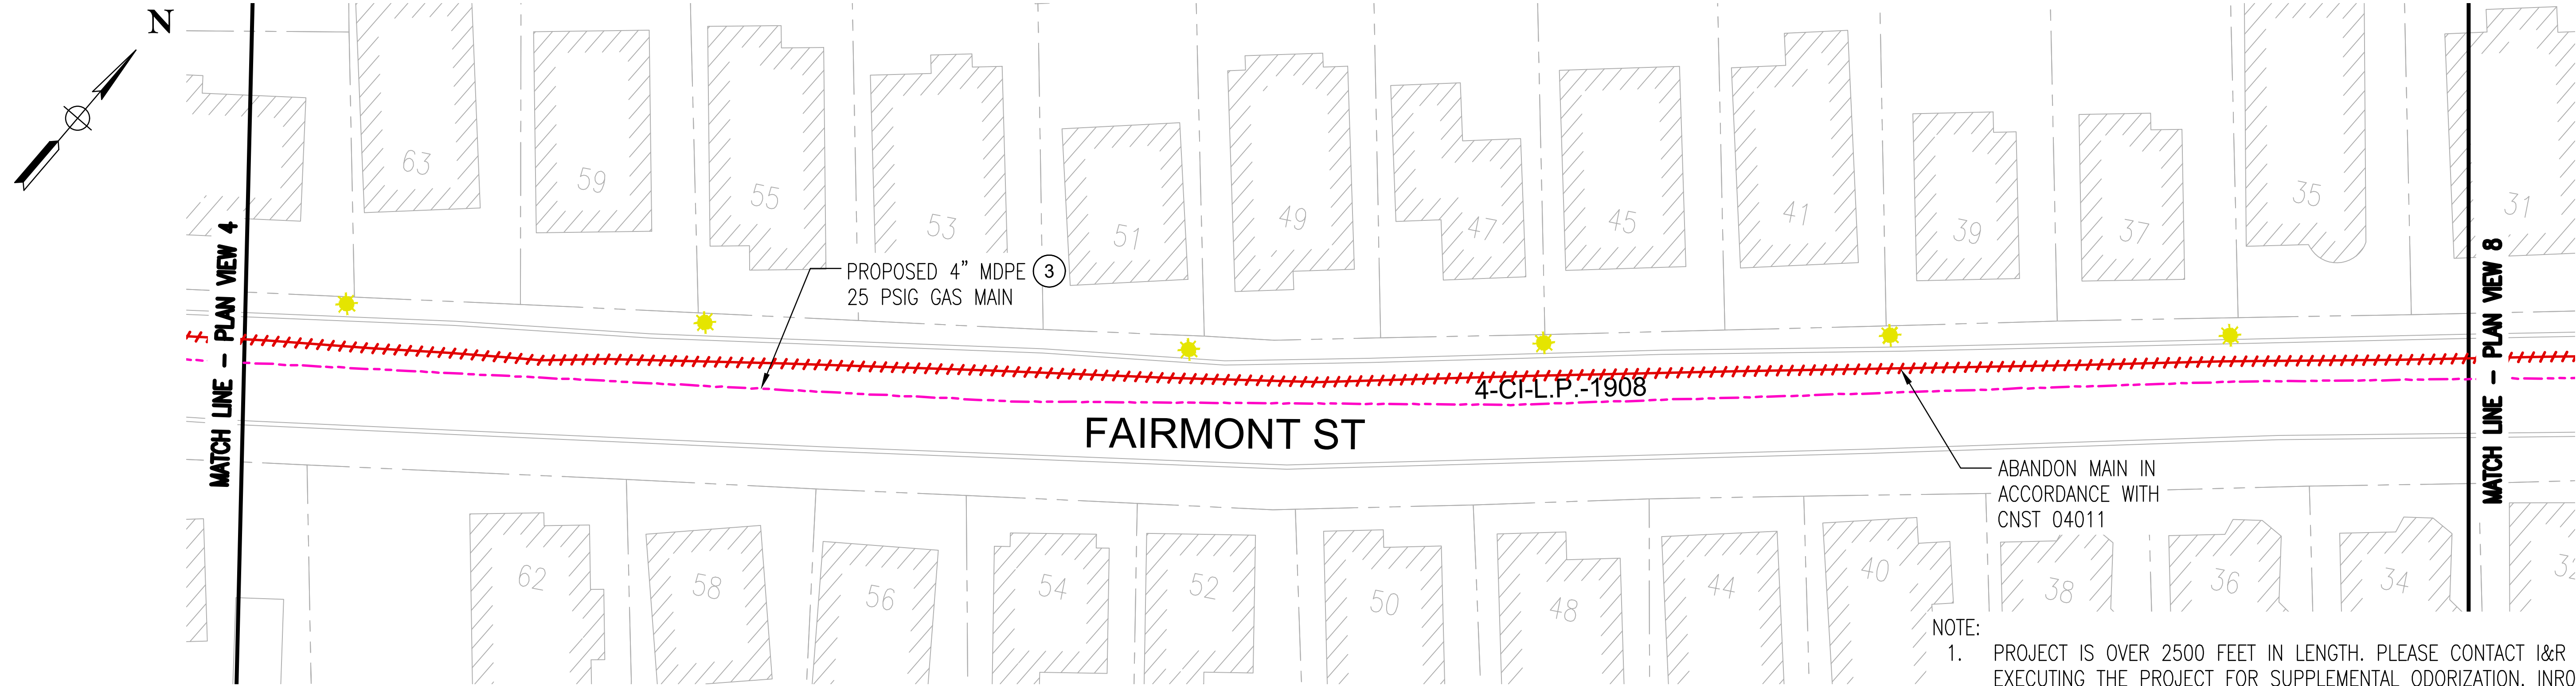 N
63
59
55
53
51
49
47
45
41
39
37
35
31
MATCH LINE - PLAN VIEW 4
PROPOSED 4" MDPE 3
25 PSIG GAS MAIN
MATCH LINE - PLAN VIEW 8
4-CI-L.P.-1908
FAIRMONT ST
ABANDON MAIN IN
ACCORDANCE WITH
CNST 04011
62
58
56
54
52
50
48
44
40
38
36
34
32
NOTE:
1. PROJECT IS OVER 2500 FEET IN LENGTH. PLEASE CONTACT I&R
EXECUTING THE PROJECT FOR SUPPLEMENTAL ODORIZATION. INRO